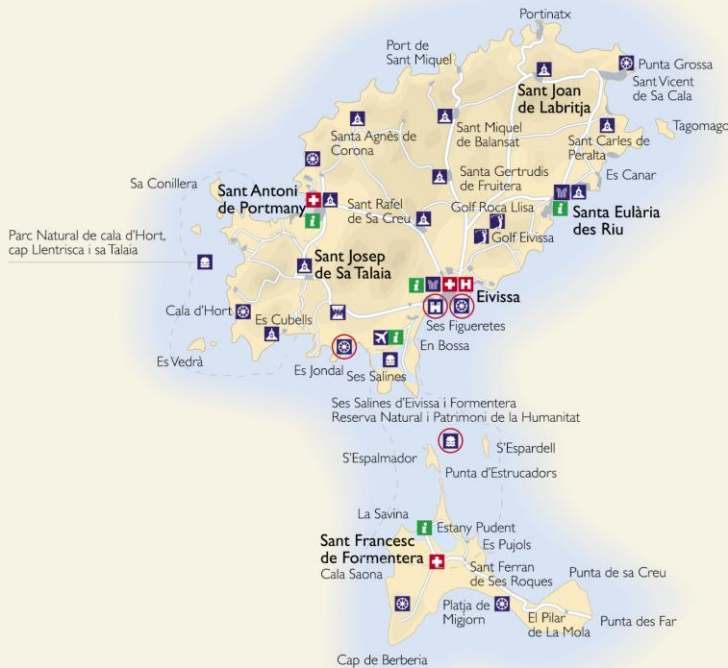 Portinatx
Port de
Sant Miquel
Punta Grossa
Sant Vicent
de Sa Cala
Sant Joan
de Labritja
Tagomago
Santa Agnès de
Corona
Sant Miquel
de Balansat
Sant Carles de
Peralta
Es Canar
Sa Conillera
Sant Antoni
de Portmany
Santa Gertrudis
de Fruitera
Sant Rafel
de Sa Creu
Golf Roca Llisa
Golf Eivissa
Santa Eulària
des Riu
Parc Natural de cala d'Hort,
cap Llentrisca i sa Talaia
Sant Josep
de Sa Talaia
Eivissa
Cala d'Hort
Es Cubells
Ses Figueretes
En Bossa
Es Vedrà
Es Jondal
Ses Salines
Ses Salines d'Eivissa i Formentera
Reserva Natural i Patrimoni de la Humanitat
S'Espalmador
S'Espardell
Punta d'Estrucadors
La Savina
Estany Pudent
Sant Francesc
de Formentera
Es Pujols
Cala Saona
Sant Ferran
de Ses Roques
Punta de sa Creu
Platja de
Migjorn
El Pilar
de La Mola
Punta des Far
Cap de Berberia